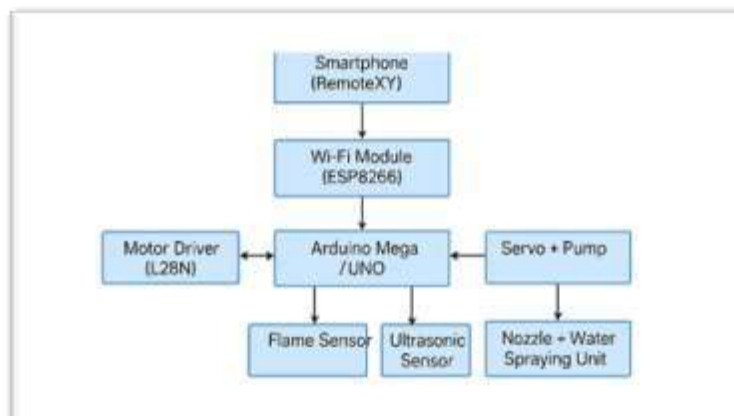 Smartphone
(RemoteXY)
Wi-Fi Module
(ESP8266)
Motor Driver
(L28N)
Arduino Mega
/UNO
Servo + Pump
Flame Sensor
Ultrasonic
Sensor
Nozzle + Water
Spraying Unit